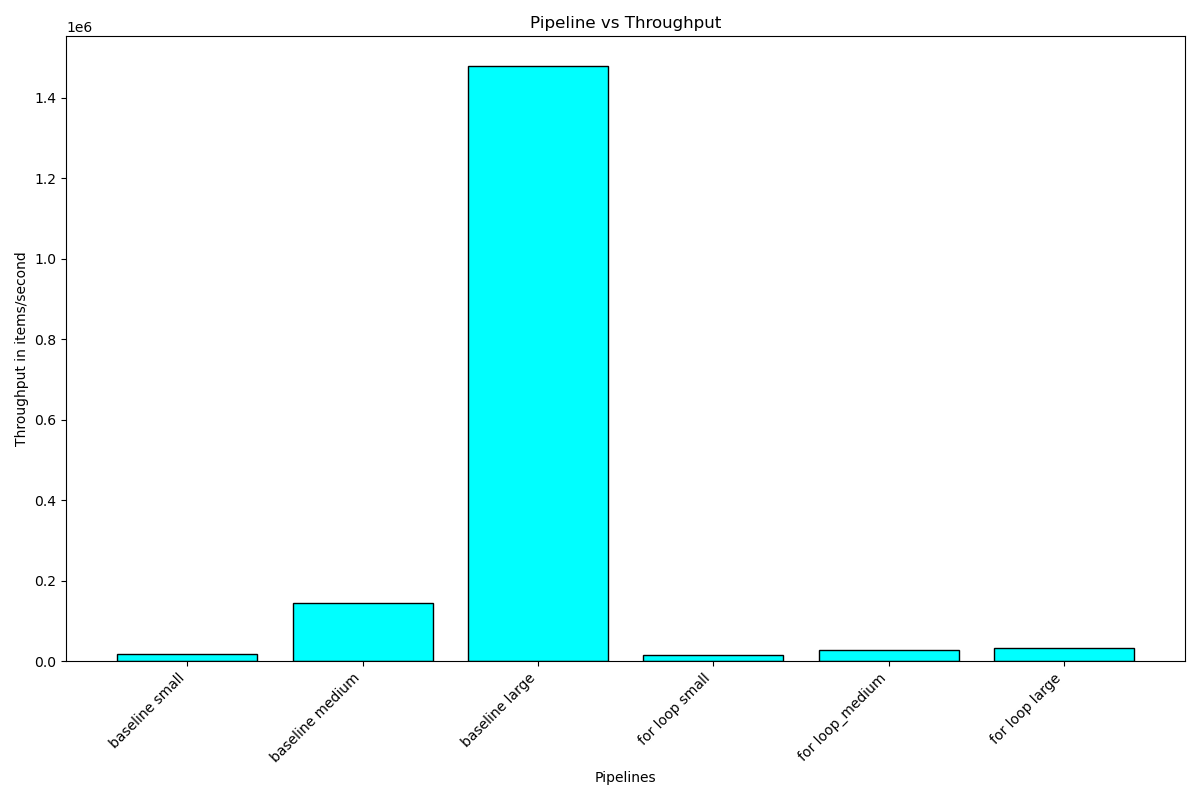 Pipeline vs Throughput
1e6
1.4
1.2
1.0
0.8
0.6
0.4
0.2
0.0
Throughput in items/second
baseline small
baseline medium
baseline large
for loop small
for loop_medium
for loop large
Pipelines